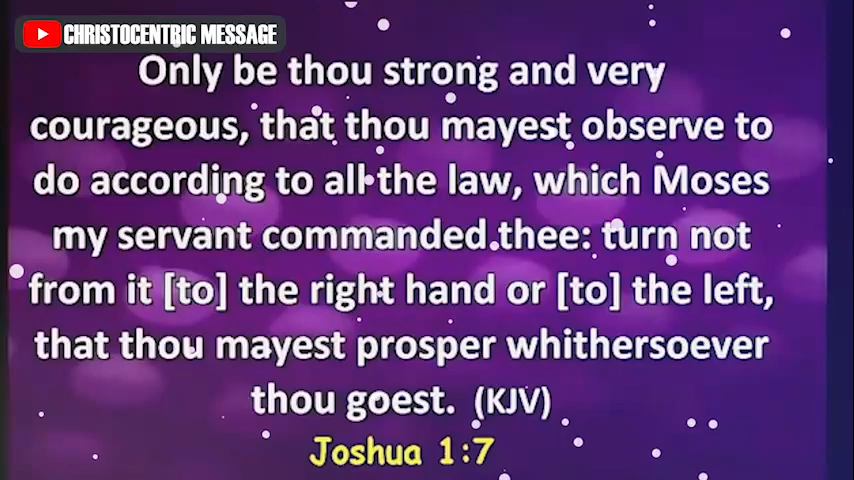 CHRISTOCENTRIC MESSAGE
Only be thou strong and very
courageous, that thou mayest observe to
do according to all the law, which Moses
my servant commanded thee: turn not
from it [to] the right hand or [to] the left,
that thou mayest prosper whithersoever
thou goest. (KJV)
Joshua 1:7